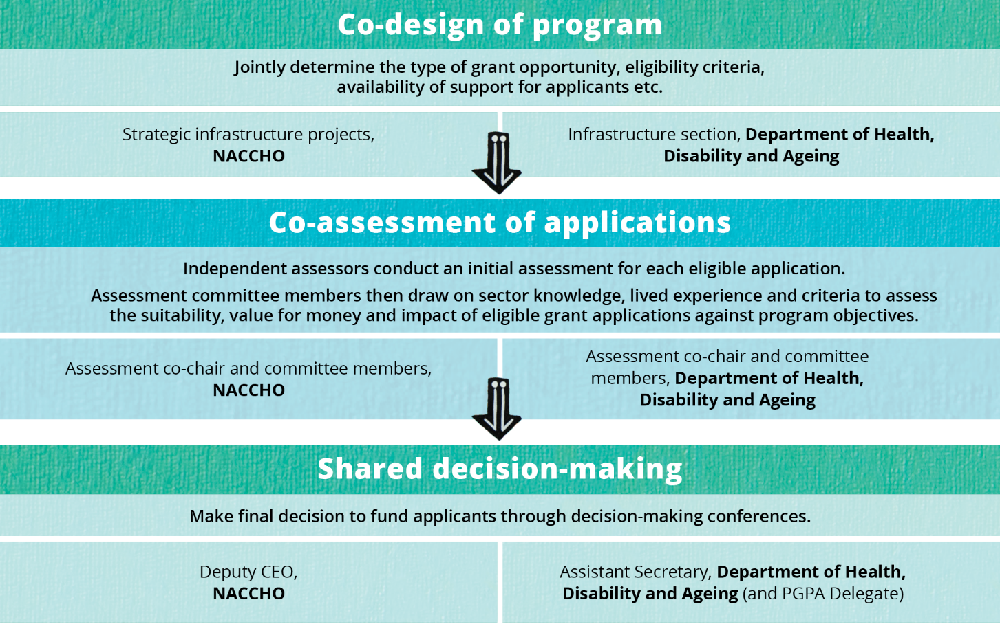 Co-design of program
Jointly determine the type of grant opportunity, eligibility criteria,
availability of support for applicants etc.
Strategic infrastructure projects,
NACCHO
Infrastructure section, Department of Health,
Disability and Ageing
Co-assessment of applications
Independent assessors conduct an initial assessment for each eligible application.
Assessment committee members then draw on sector knowledge, lived experience and criteria to assess
the suitability, value for money and impact of eligible grant applications against program objectives.
Assessment co-chair and committee members,
NACCHO
Assessment co-chair and committee
members, Department of Health,
Disability and Ageing
Shared decision-making
Make final decision to fund applicants through decision-making conferences.
Deputy CEO,
NACCHO
Assistant Secretary, Department of Health,
Disability and Ageing (and PGPA Delegate)